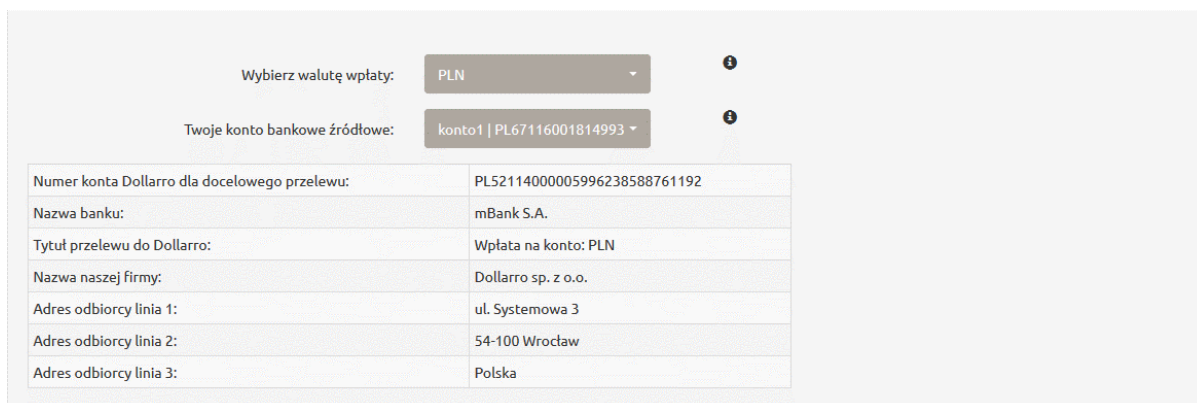 Wybierz walutę wpłaty: PLN
Twoje konto bankowe źródłowe: konto1 | PL67116001814993
Numer konta Dollarro dla docelowego przelewu: PL52114000005996238588761192
Nazwa banku: mBank S.A.
Tytuł przelewu do Dollarro: Wpłata na konto: PLN
Nazwa naszej firmy: Dollarro sp. z o.o.
Adres odbiorcy linia 1: ul. Systemowa 3
Adres odbiorcy linia 2: 54-100 Wrocław
Adres odbiorcy linia 3: Polska